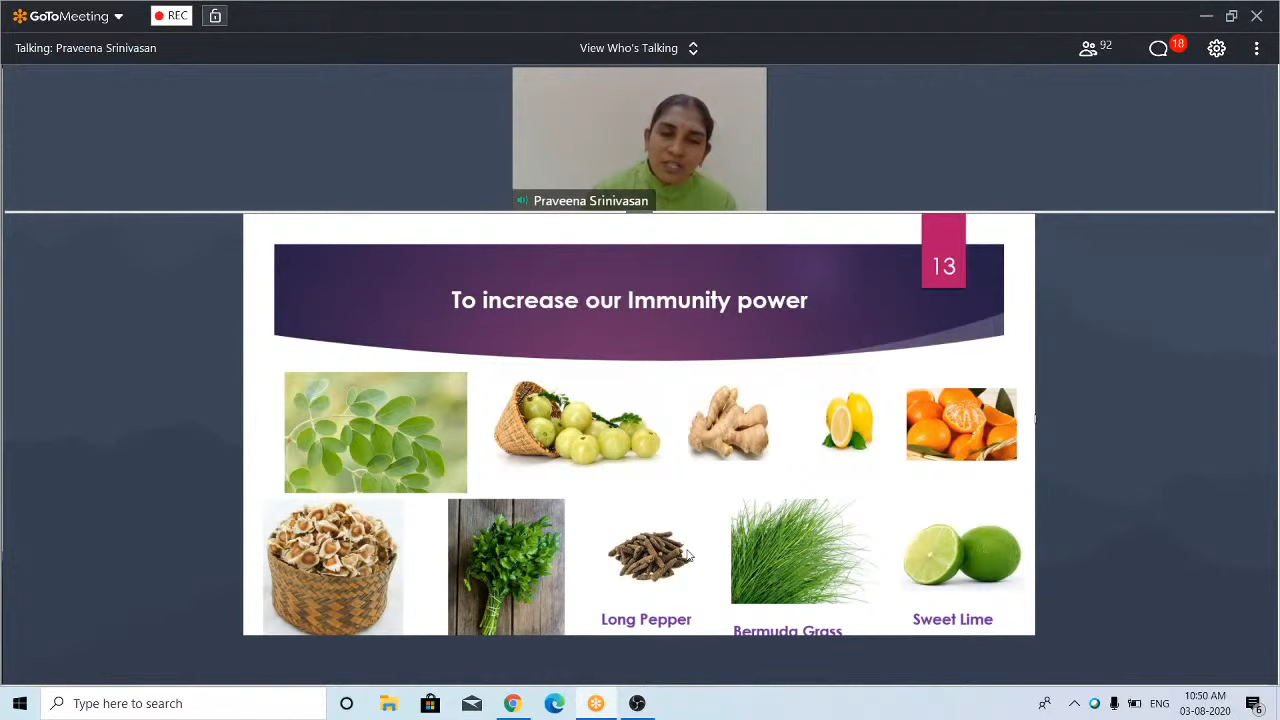 GoToMeeting
REC
Talking: Praveena Srinivasan
View Who's Talking
92
18
Praveena Srinivasan
13
To increase our Immunity power
Long Pepper
Bermuda Grass
Sweet Lime
Type here to search
ENG
10:50 AM
03-08-2020
6